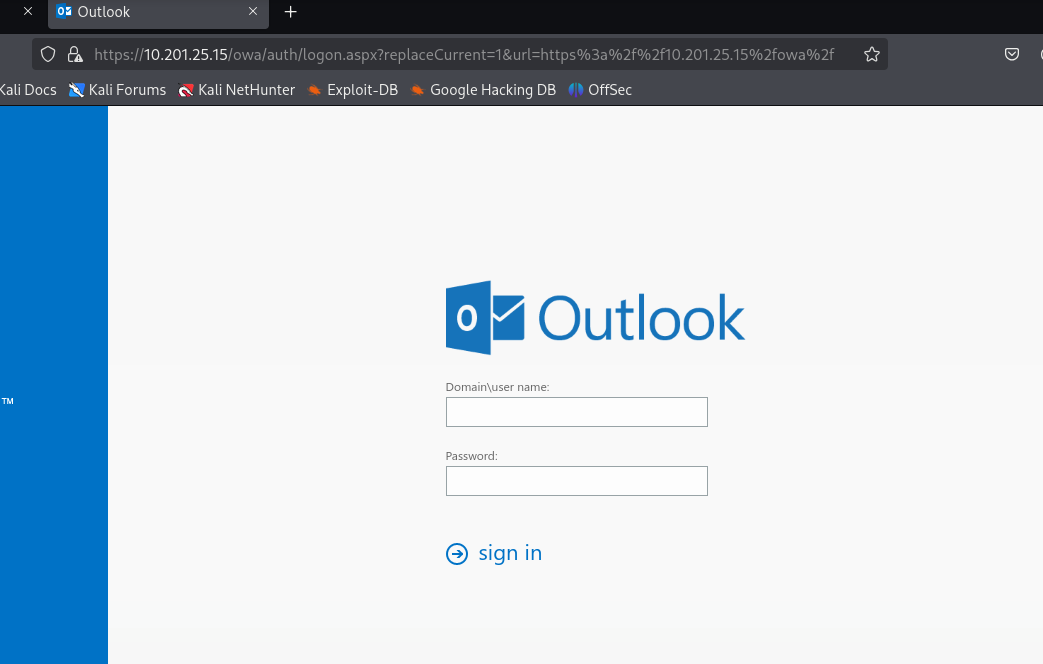 Outlook
https://10.201.25.15/owa/auth/logon.aspx?replaceCurrent=1&url=https%3a%2f%2f10.201.25.15%2fowa%2f
Kali Docs Kali Forums Kali NetHunter Exploit-DB Google Hacking DB OffSec
Outlook
Domain\user name:
TM
Password:
sign in